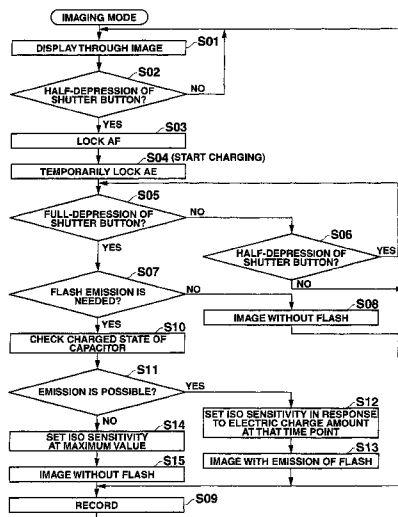 IMAGING MODE
S01
DISPLAY THROUGH IMAGE
S02
HALF-DEPRESSION OF
SHUTTER BUTTON?
NO
YES
S03
LOCK AF
S04 (START CHARGING)
TEMPORARILY LOCK AE
S05
FULL-DEPRESSION OF
SHUTTER BUTTON?
NO
YES
S06
HALF-DEPRESSION OF
SHUTTER BUTTON?
YES
NO
S07
FLASH EMISSION IS
NEEDED?
NO
YES
S08
IMAGE WITHOUT FLASH
S10
CHECK CHARGED STATE OF
CAPACITOR
S11
EMISSION IS POSSIBLE?
YES
NO
S12
SET ISO SENSITIVITY IN RESPONSE
TO ELECTRIC CHARGE AMOUNT
AT THAT TIME POINT
S13
IMAGE WITH EMISSION OF FLASH
S14
SET ISO SENSITIVITY
AT MAXIMUM VALUE
S15
IMAGE WITHOUT FLASH
S09
RECORD